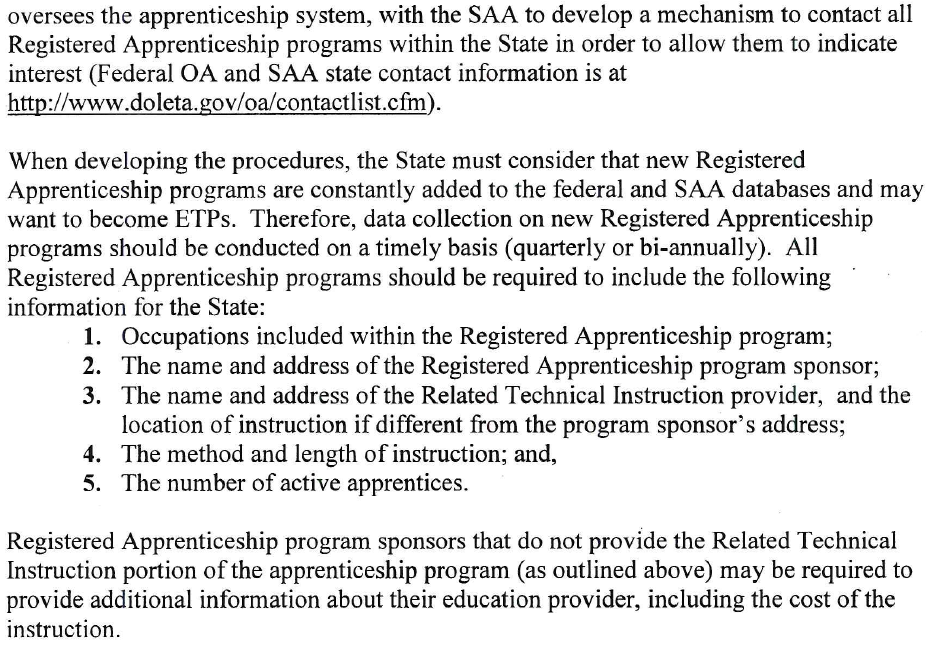 oversees the apprenticeship system, with the SAA to develop a mechanism to contact all
Registered Apprenticeship programs within the State in order to allow them to indicate
interest (Federal OA and SAA state contact information is at
http://www.doleta.gov/oa/contactlist.cfm).
When developing the procedures, the State must consider that new Registered
Apprenticeship programs are constantly added to the federal and SAA databases and may
want to become ETPs. Therefore, data collection on new Registered Apprenticeship
programs should be conducted on a timely basis (quarterly or bi-annually). All
Registered Apprenticeship programs should be required to include the following
information for the State:
1. Occupations included within the Registered Apprenticeship program;
2. The name and address of the Registered Apprenticeship program sponsor;
3. The name and address of the Related Technical Instruction provider, and the
location of instruction if different from the program sponsor's address;
4. The method and length of instruction; and,
5. The number of active apprentices.
Registered Apprenticeship program sponsors that do not provide the Related Technical
Instruction portion of the apprenticeship program (as outlined above) may be required to
provide additional information about their education provider, including the cost of the
instruction.